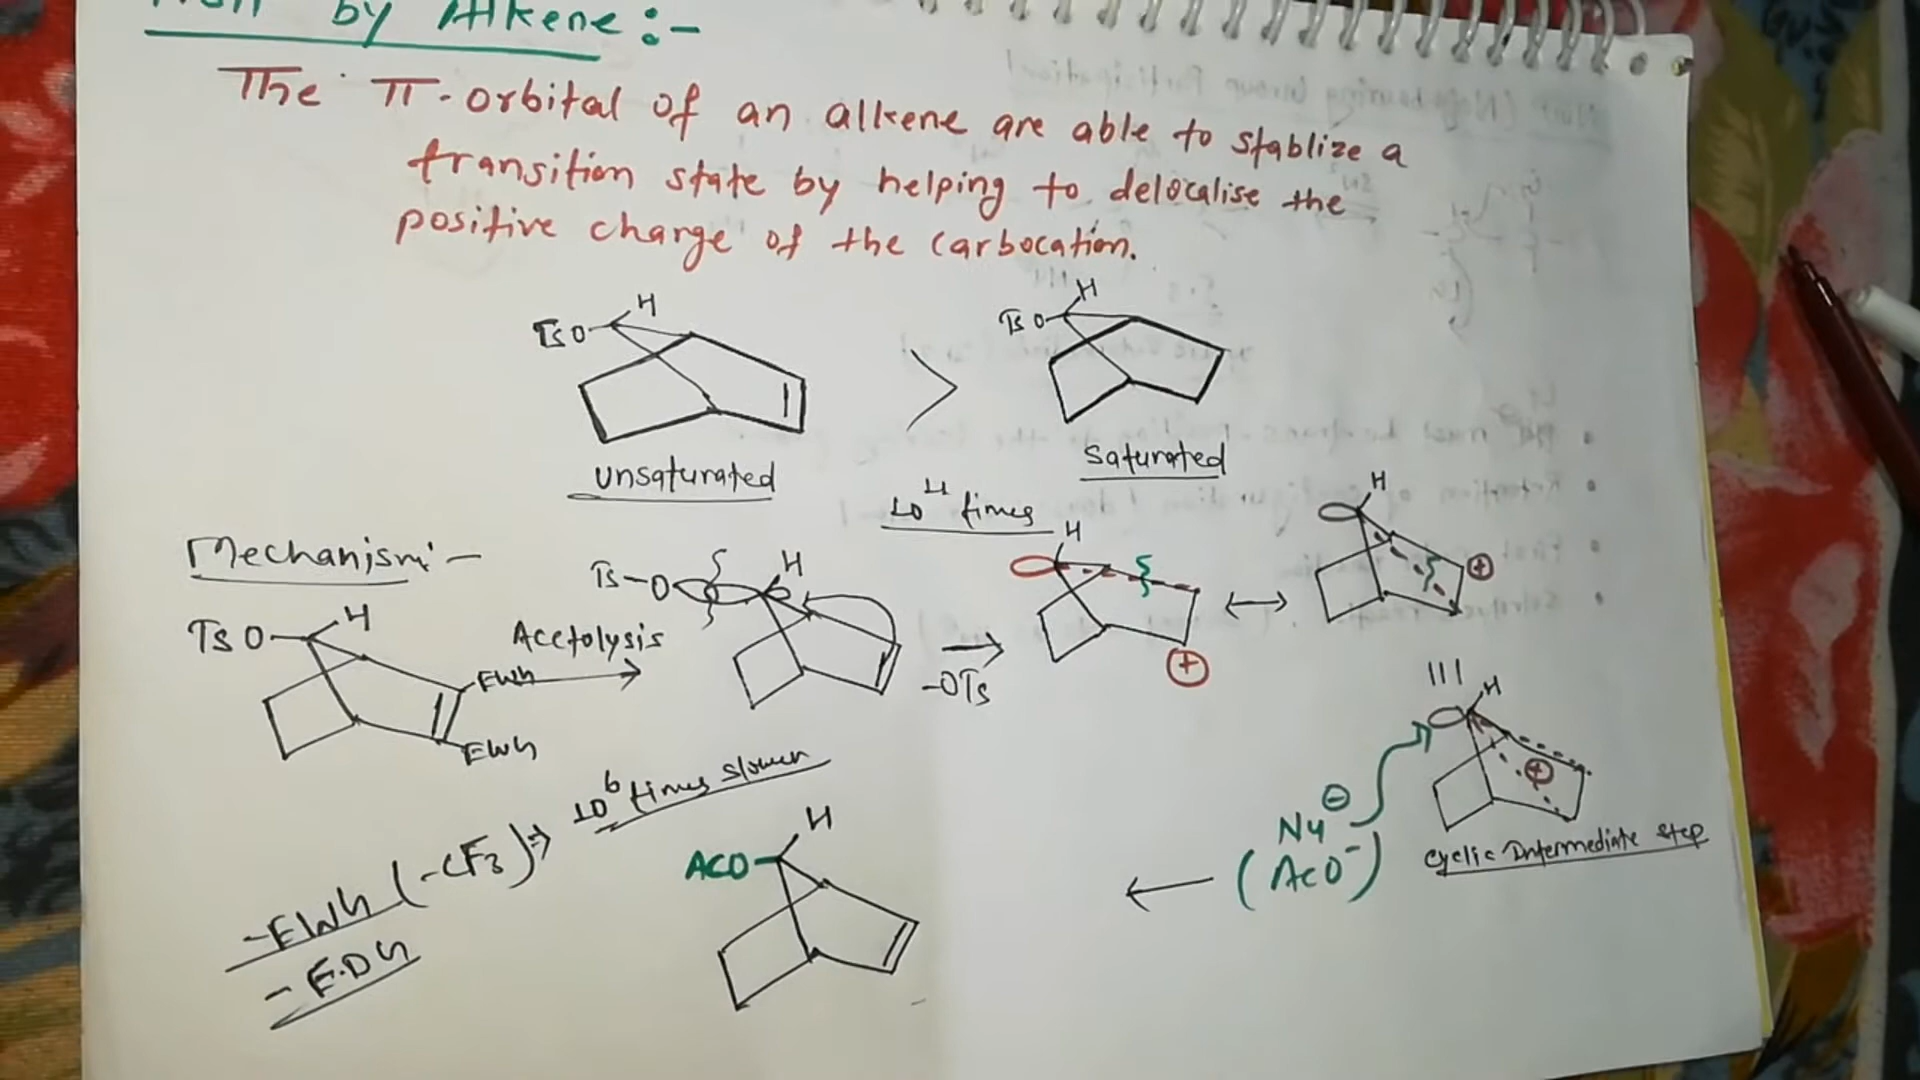 by Alkene:-
The π-orbital of an alkene are able to stablize a
transition state by helping to delocalise the
positive charge of the carbocation.
H
TsO
H
TsO
>
unsaturated
saturated
10¹¹ times
Mechanism:-
TsO
H
EWG
EWG
Acetolysis
Ts-O
H
-OTs
H
+
H
+
H
+
Cyclic Intermediate step
Nu⊖
(AcO⁻)
-EWG (-CF3) ⇒ 10⁶ times slower
-EDG
ACO
H